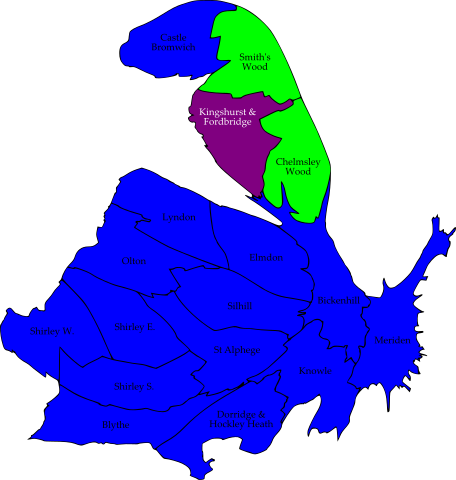 Castle
Bromwich
Smith's
Wood
Kingshurst &
Fordbridge
Chelmsley
Wood
Lyndon
Elmdon
Olton
Silhill
Bickenhill
Shirley W.
Shirley E.
Meriden
St Alphege
Knowle
Shirley S.
Dorridge &
Hockley Heath
Blythe